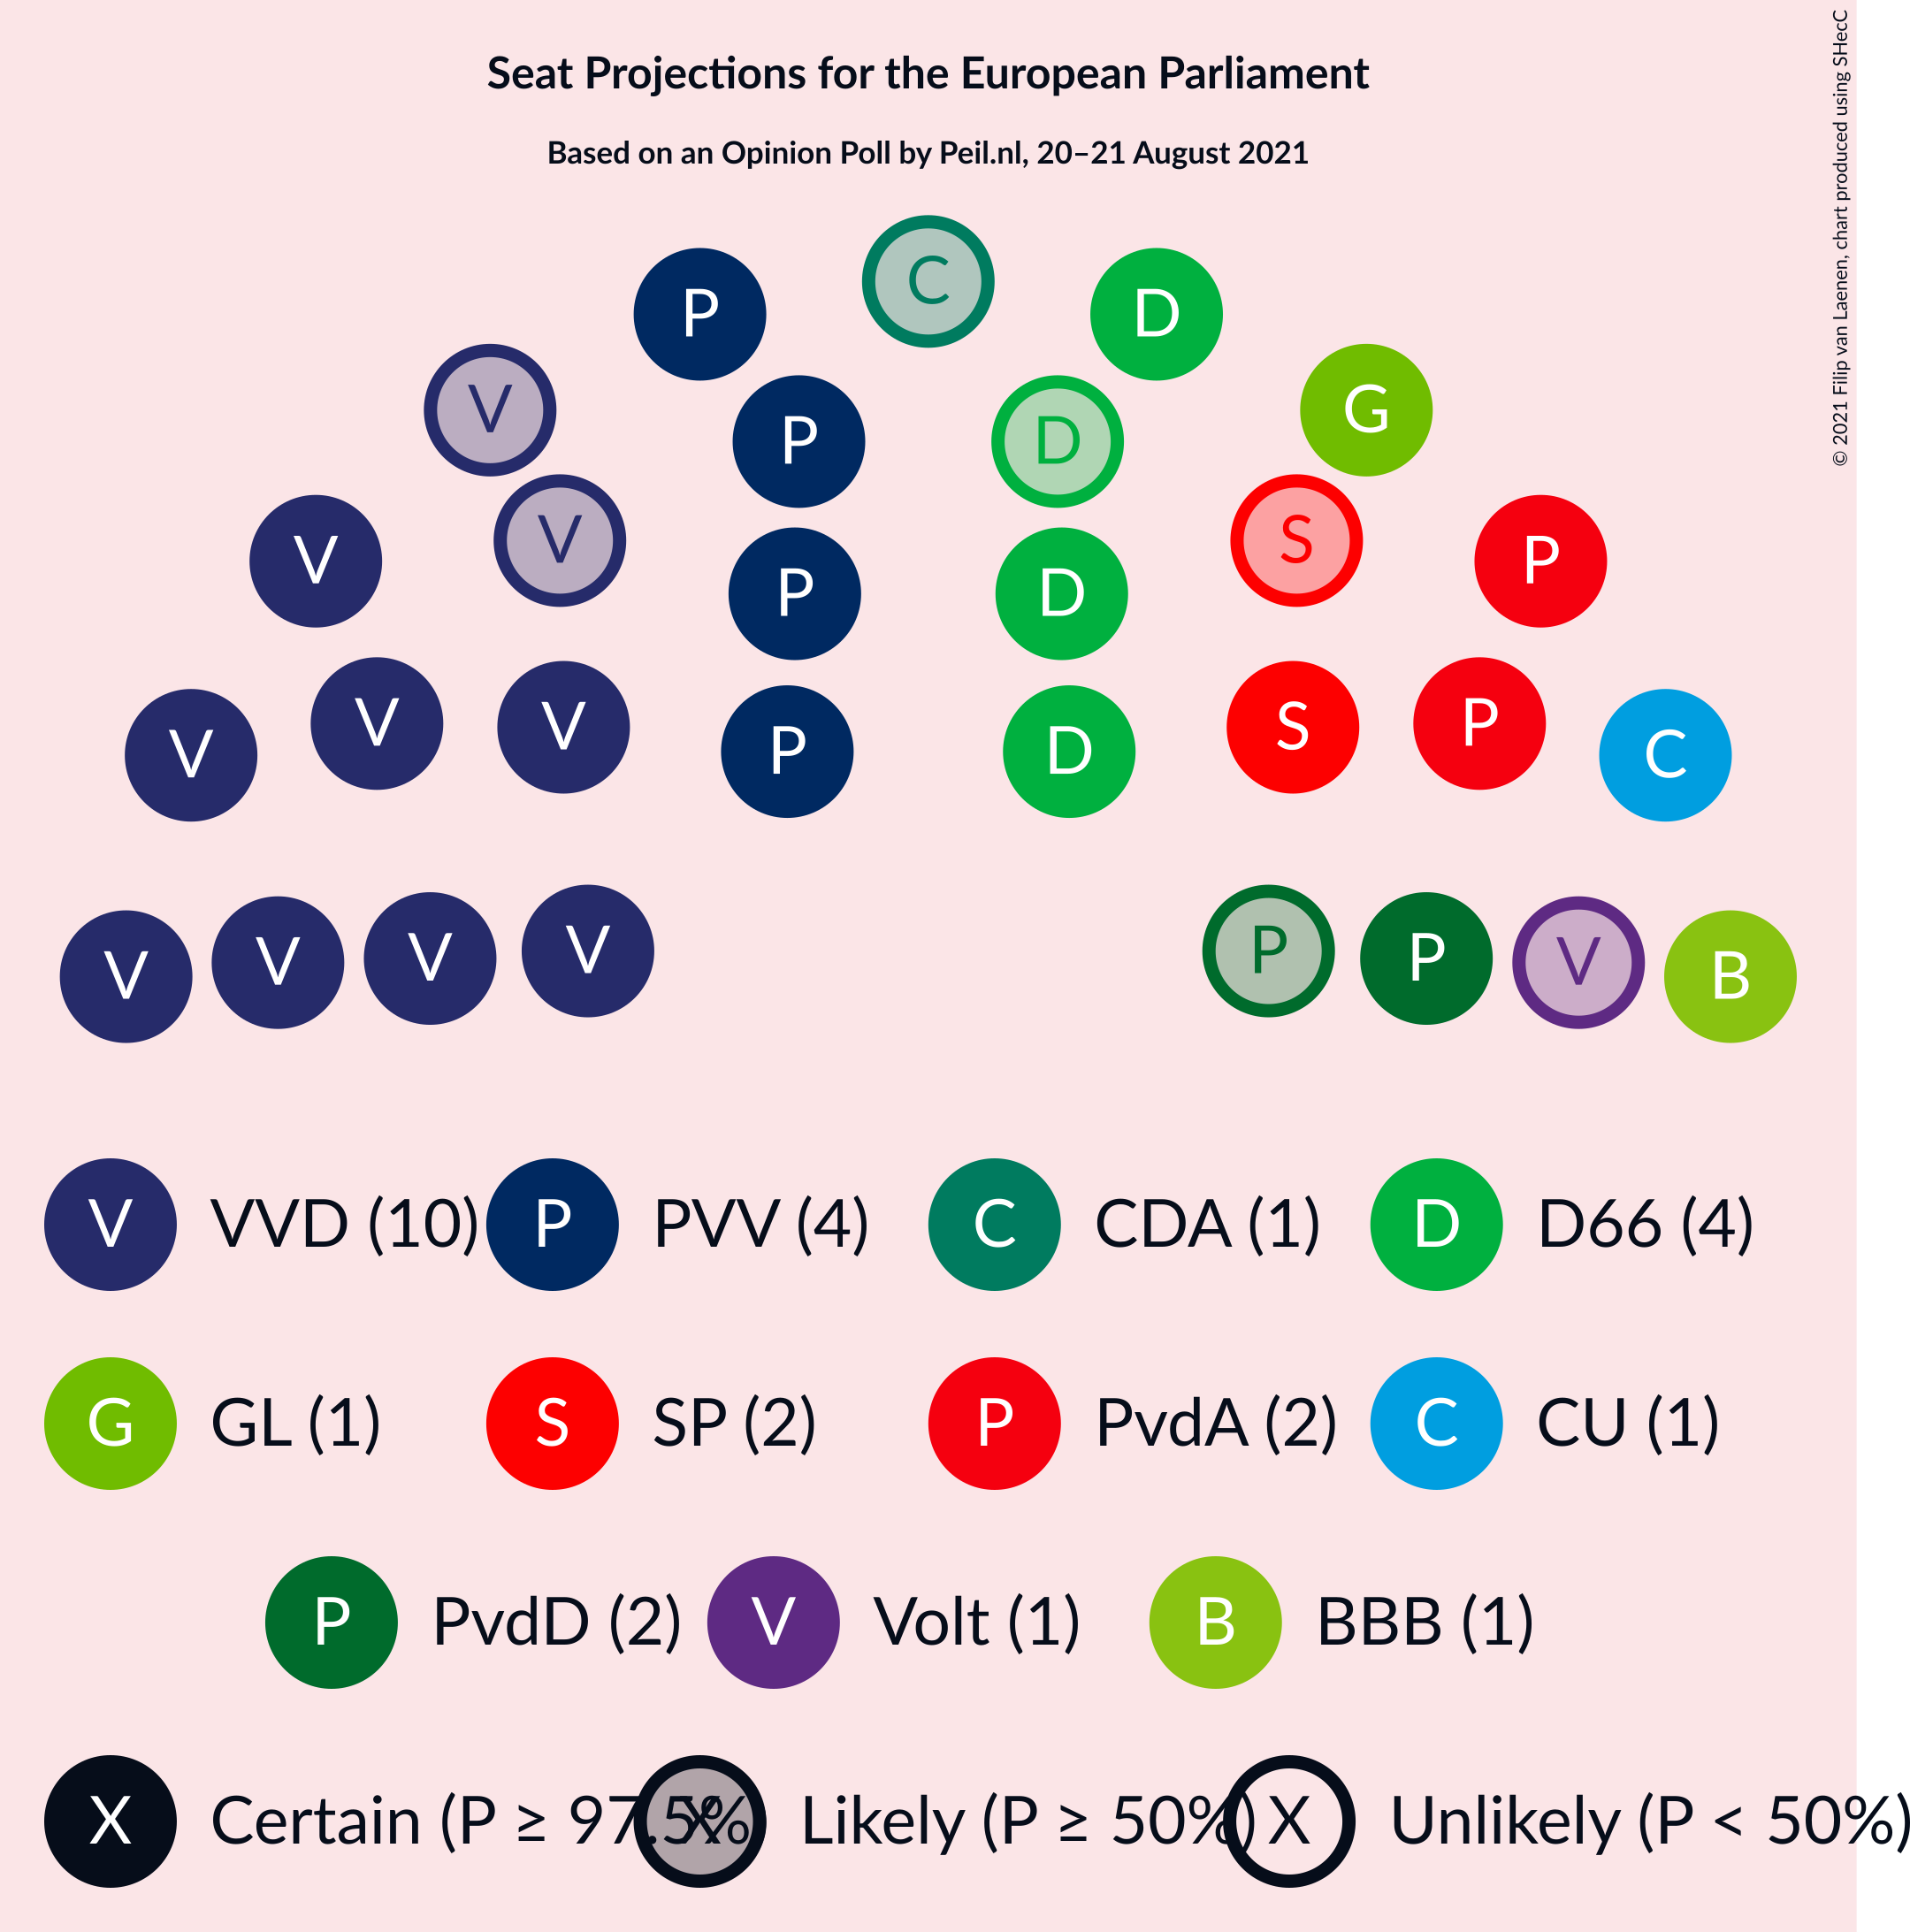 Seat Projections for the European Parliament
Based on an Opinion Poll by Peil.nl, 20–21 August 2021
© 2021 Filip van Laenen, chart produced using SHecC
C
P D
V G
P D
V S
V P
P D
V V S P
V P D C
V V V V P P V B
V VVD (10) P PVV (4) C CDA (1) D D66 (4)
G GL (1) S SP (2) P PvdA (2) C CU (1)
P PvdD (2) V Volt (1) B BBB (1)
X Certain (P ≥ 97.5% X Likely (P ≥ 50%) X Unlikely (P < 50%)